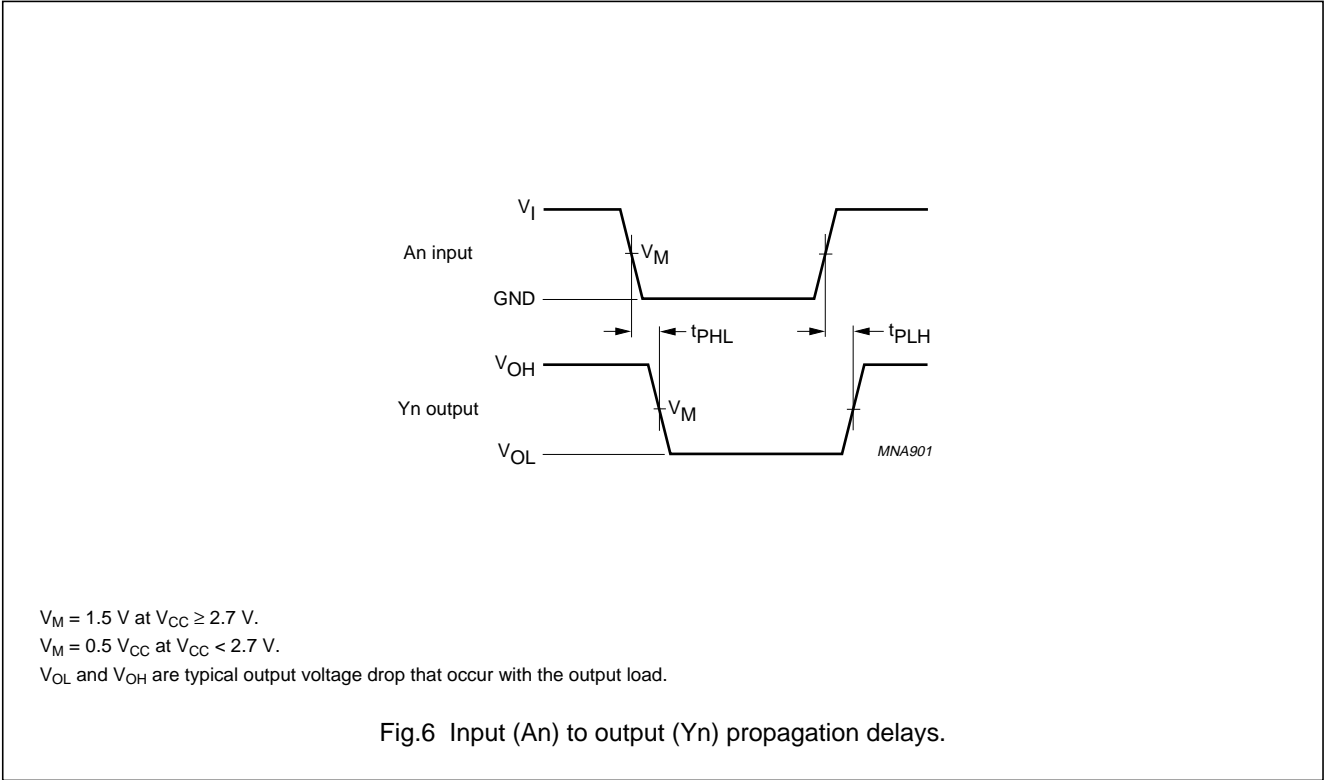 VI
An input
VM
GND
tPHL
tPLH
VOH
Yn output
VM
VOL
MNA901
VM = 1.5 V at VCC ≥ 2.7 V.
VM = 0.5 VCC at VCC < 2.7 V.
VOL and VOH are typical output voltage drop that occur with the output load.
Fig.6 Input (An) to output (Yn) propagation delays.